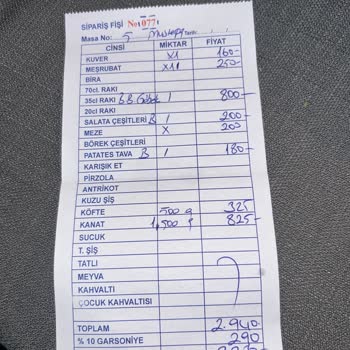 SİPARİŞ FİŞİ No: 077
Masa No: 5 Mustafa
CİNSİ MİKTAR FİYAT
KUVER X1 160-
MEŞRUBAT X11 250-
BİRA
70cl. RAKI
35cl RAKI 1 800-
20cl RAKI
SALATA ÇEŞİTLERİ B 1 200-
MEZE X 200-
BÖREK ÇEŞİTLERİ
PATATES TAVA B 1 180-
KARIŞIK ET
PİRZOLA
ANTRİKOT
KUZU ŞİŞ
KÖFTE 500 g 325
KANAT 1,500 g 825-
SUCUK
T. ŞİŞ
TATLI
MEYVA
KAHVALTI
ÇOCUK KAHVALTISI
TOPLAM 2.940-
% 10 GARSONİYE 290